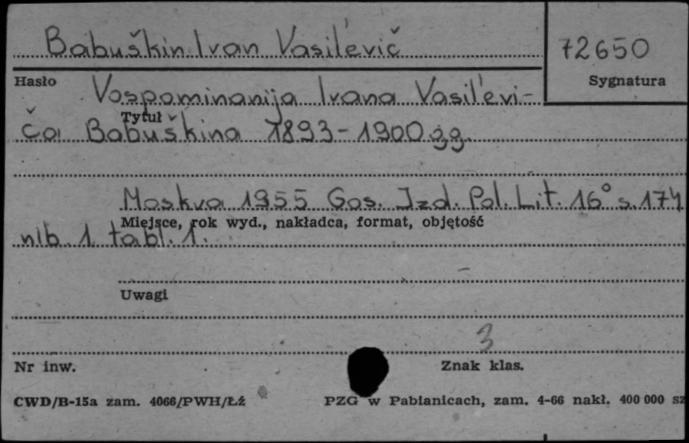 Babuškin Ivan Vasil'evič
72650
Hasło
Sygnatura
Vospominanija Ivana Vasil'evi-
Tytuł
ča Babuškina 1893-1900 gg.
Moskva 1955 Gos. Izd. Pol. Lit. 16° s. 174
Miejsce, rok wyd., nakładca, format, objętość
nlb. 1 tabl. 1.
Uwagi
3
Nr inw.
Znak klas.
CWD/B-15a zam. 4066/PWH/Łź
PZG w Pabianicach, zam. 4-66 nakł. 400 000 sz